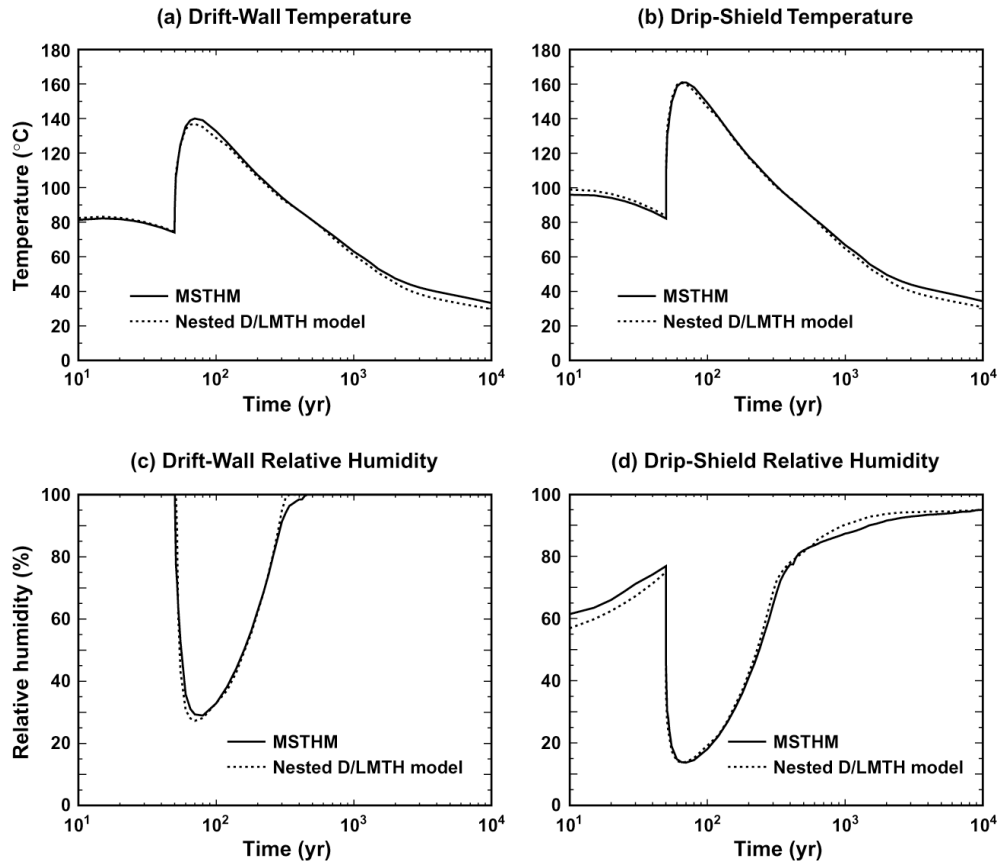 (a) Drift-Wall Temperature
Temperature (°C)
180
160
140
120
100
80
60
40
20
0
MSTHM
Nested D/LMTH model
10¹ 10² 10³ 10⁴
Time (yr)
(b) Drip-Shield Temperature
180
160
140
120
100
80
60
40
20
0
MSTHM
Nested D/LMTH model
10¹ 10² 10³ 10⁴
Time (yr)
(c) Drift-Wall Relative Humidity
Relative humidity (%)
100
80
60
40
20
0
MSTHM
Nested D/LMTH model
10¹ 10² 10³ 10⁴
Time (yr)
(d) Drip-Shield Relative Humidity
100
80
60
40
20
0
MSTHM
Nested D/LMTH model
10¹ 10² 10³ 10⁴
Time (yr)